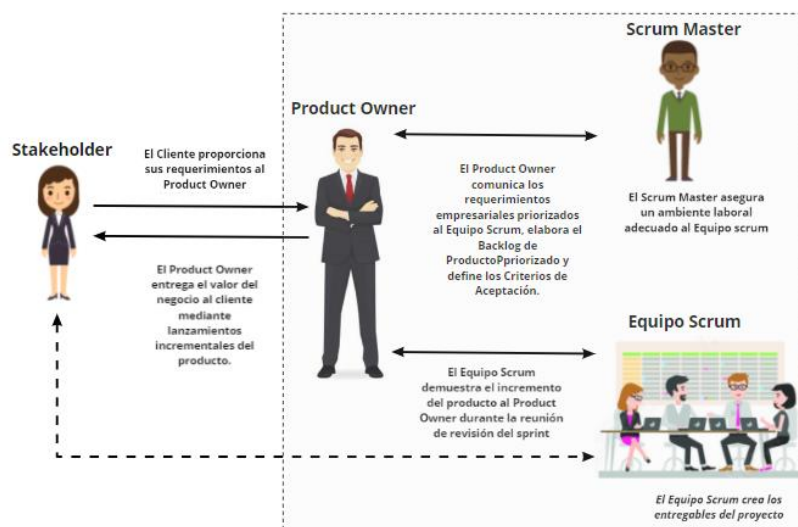 Scrum Master
Product Owner
Stakeholder
El Cliente proporciona
sus requerimientos al
Product Owner
El Product Owner
comunica los
requerimientos
empresariales priorizados
al Equipo Scrum, elabora el
Backlog de
ProductoPpriorizado y
define los Criterios de
Aceptación.
El Scrum Master asegura
un ambiente laboral
adecuado al Equipo scrum
El Product Owner
entrega el valor del
negocio al cliente
mediante
lanzamientos
incrementales del
producto.
Equipo Scrum
El Equipo Scrum
demuestra el incremento
del producto al Product
Owner durante la reunión
de revisión del sprint
El Equipo Scrum crea los
entregables del proyecto